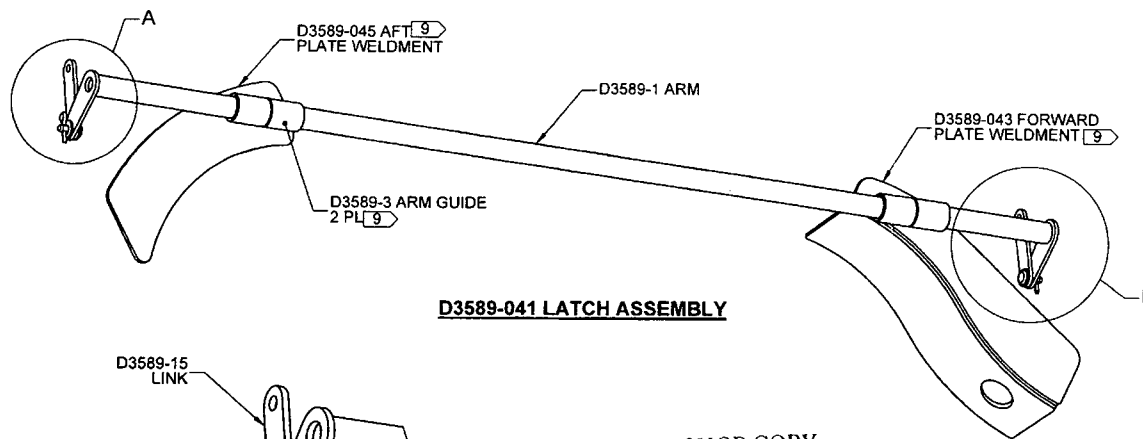 A
D3589-045 AFT 9
PLATE WELDMENT
D3589-1 ARM
D3589-043 FORWARD
PLATE WELDMENT 9
D3589-3 ARM GUIDE
2 PL 9
D3589-041 LATCH ASSEMBLY
D3589-15
LINK
COPY